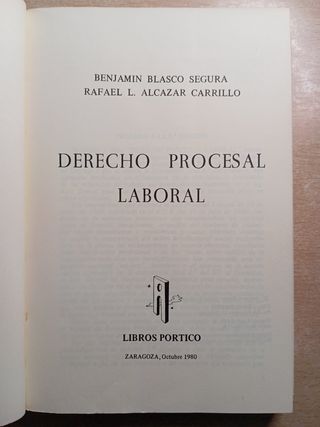 BENJAMIN BLASCO SEGURA
RAFAEL L. ALCAZAR CARRILLO
DERECHO PROCESAL
LABORAL
LIBROS PORTICO
ZARAGOZA, Octubre 1980